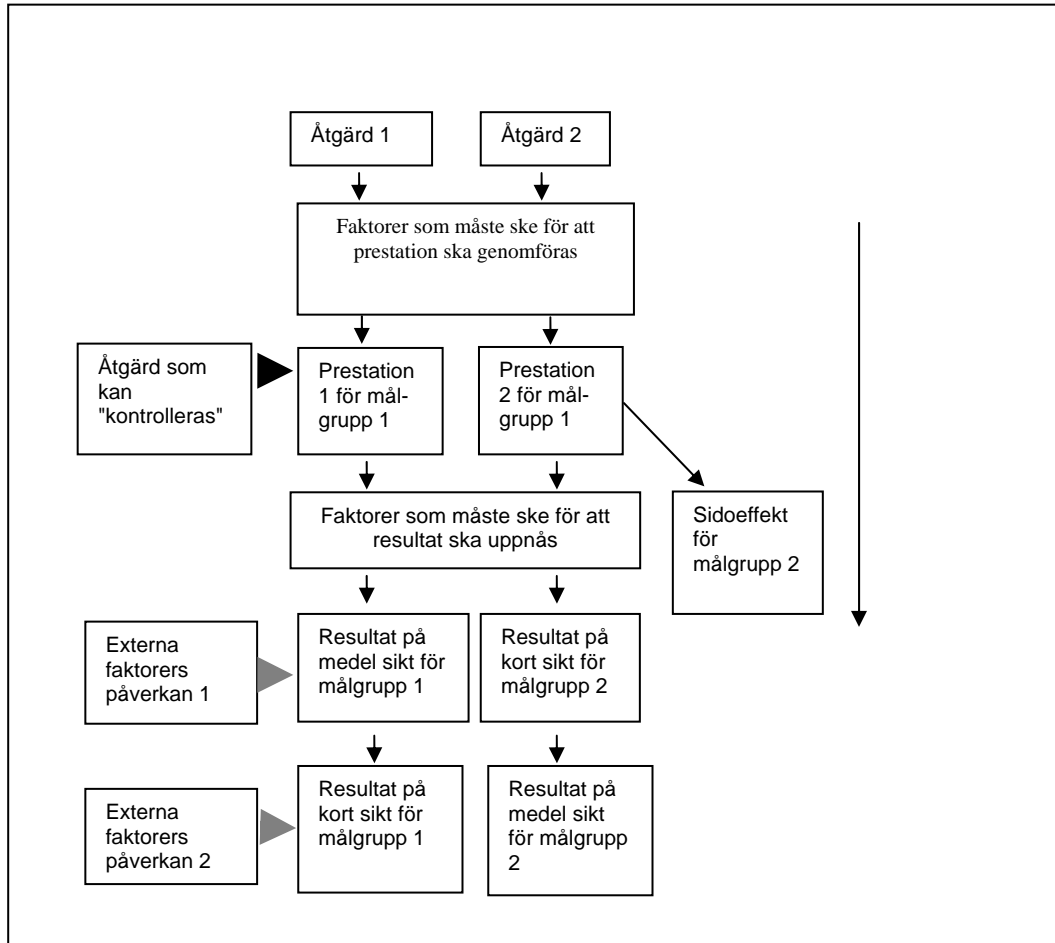 Åtgärd 1
Åtgärd 2
Faktorer som måste ske för att
prestation ska genomföras
Åtgärd som
kan
"kontrolleras"
Prestation
1 för mål-
grupp 1
Prestation
2 för mål-
grupp 1
Faktorer som måste ske för att
resultat ska uppnås
Sidoeffekt
för
målgrupp 2
Externa
faktorers
påverkan 1
Resultat på
medel sikt för
målgrupp 1
Resultat på
kort sikt för
målgrupp 2
Externa
faktorers
påverkan 2
Resultat på
kort sikt för
målgrupp 1
Resultat på
medel sikt
för målgrupp
2